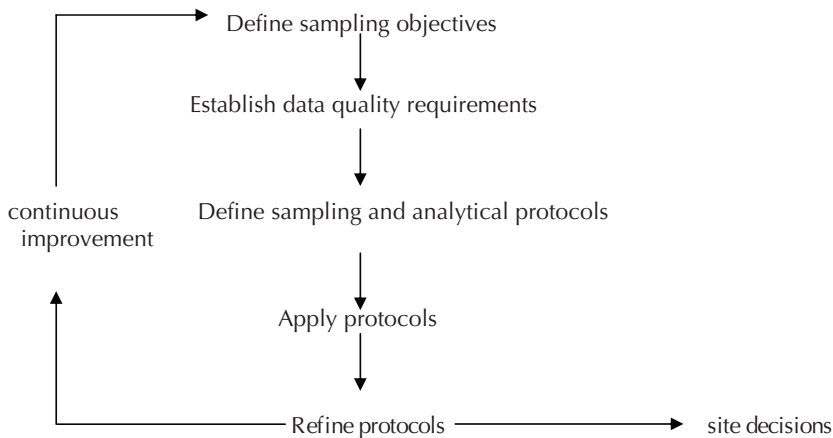 Define sampling objectives
Establish data quality requirements
continuous
improvement
Define sampling and analytical protocols
Apply protocols
Refine protocols
site decisions